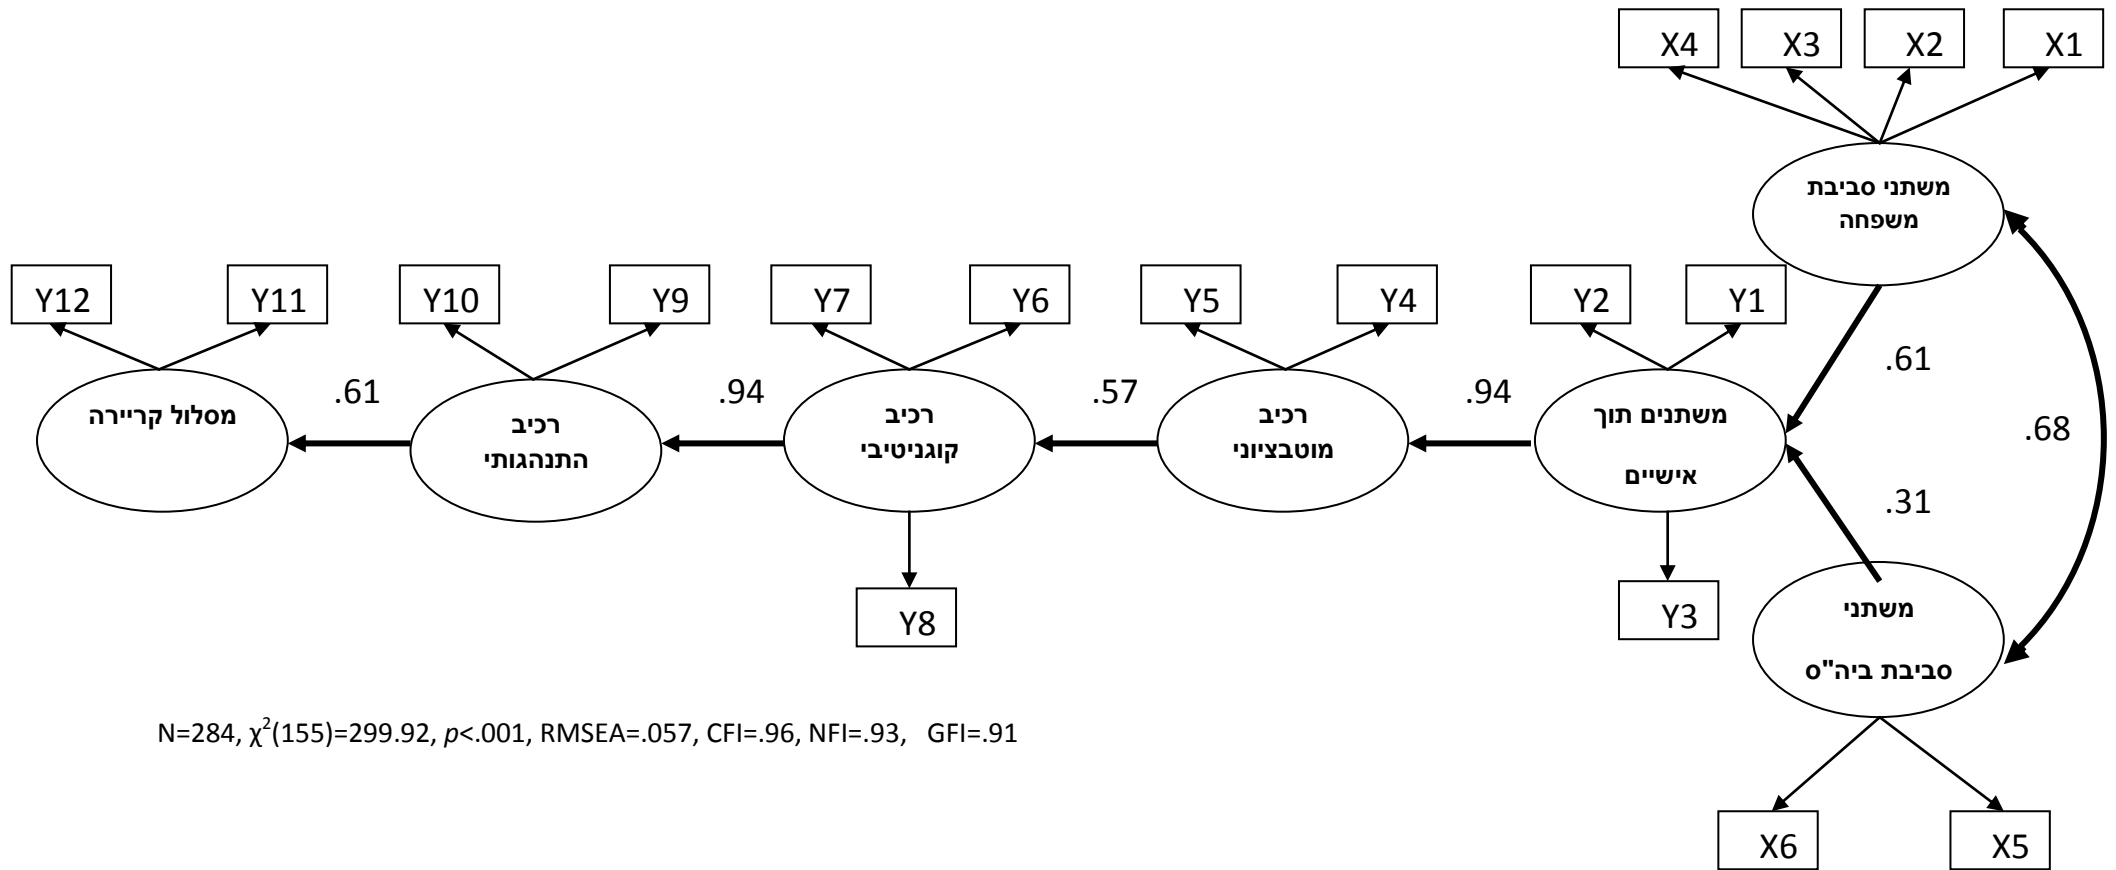 X4 X3 X2 X1
משתני סביבת
משפחה
Y12 Y11 Y10 Y9 Y7 Y6 Y5 Y4 Y2 Y1
.61
משתנים תוך
אישיים
.94
רכיב
מוטבציוני
.57
רכיב
קוגניטיבי
.94
רכיב
התנהגותי
.61
מסלול קריירה
.68
.31
Y8
Y3
משתני
סביבת ביה"ס
N=284, χ²(155)=299.92, p<.001, RMSEA=.057, CFI=.96, NFI=.93, GFI=.91
X6 X5